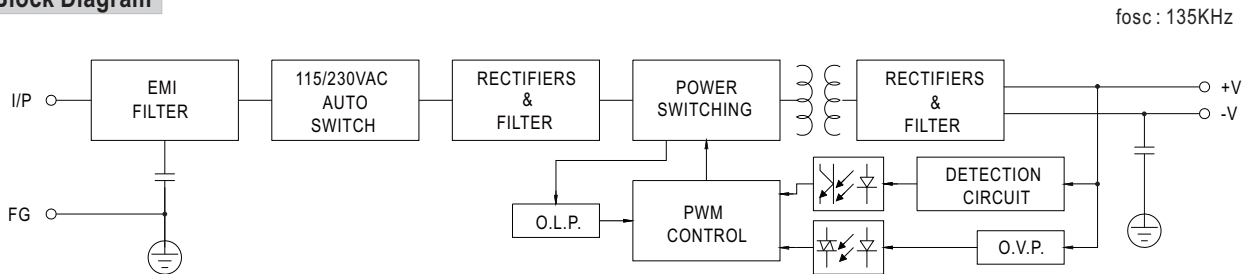 Block Diagram
fosc : 135KHz
I/P
EMI
FILTER
115/230VAC
AUTO
SWITCH
RECTIFIERS
&
FILTER
POWER
SWITCHING
RECTIFIERS
&
FILTER
+V
-V
FG
O.L.P.
PWM
CONTROL
DETECTION
CIRCUIT
O.V.P.